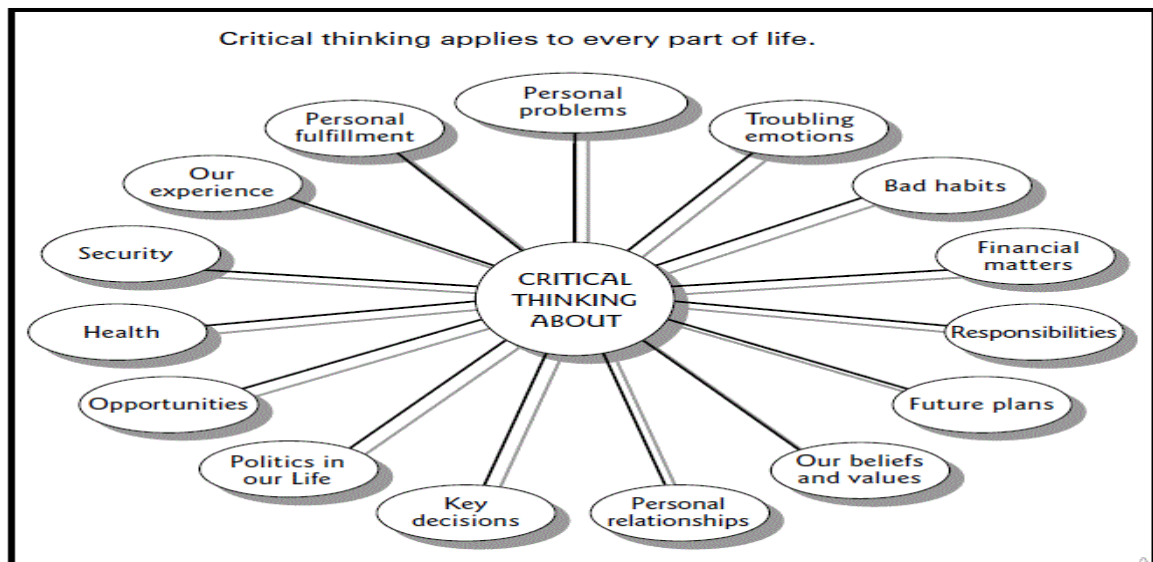 Critical thinking applies to every part of life.
Personal
problems
Troubling
emotions
Bad habits
Financial
matters
Responsibilities
Future plans
Our beliefs
and values
Personal
relationships
Key
decisions
Politics in
our Life
Opportunities
Health
Security
Our
experience
Personal
fulfillment
CRITICAL
THINKING
ABOUT